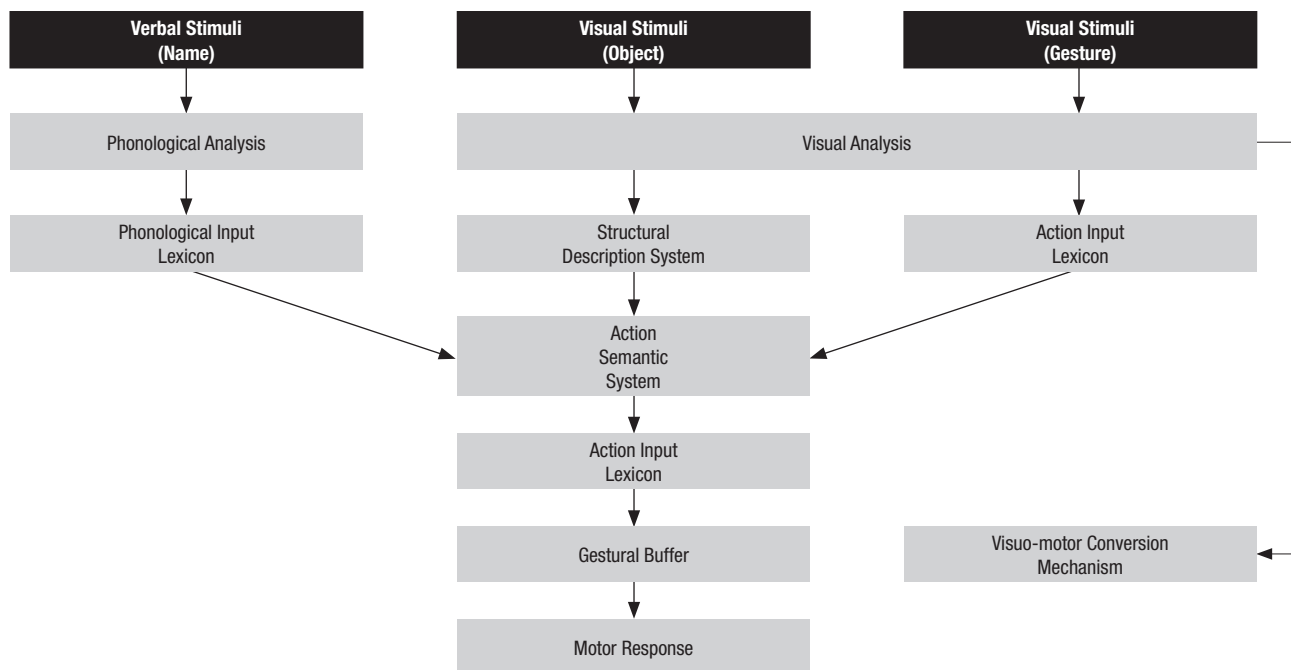 Verbal Stimuli
(Name)
Visual Stimuli
(Object)
Visual Stimuli
(Gesture)
Phonological Analysis
Visual Analysis
Phonological Input
Lexicon
Structural
Description System
Action Input
Lexicon
Action
Semantic
System
Action Input
Lexicon
Gestural Buffer
Visuo-motor Conversion
Mechanism
Motor Response